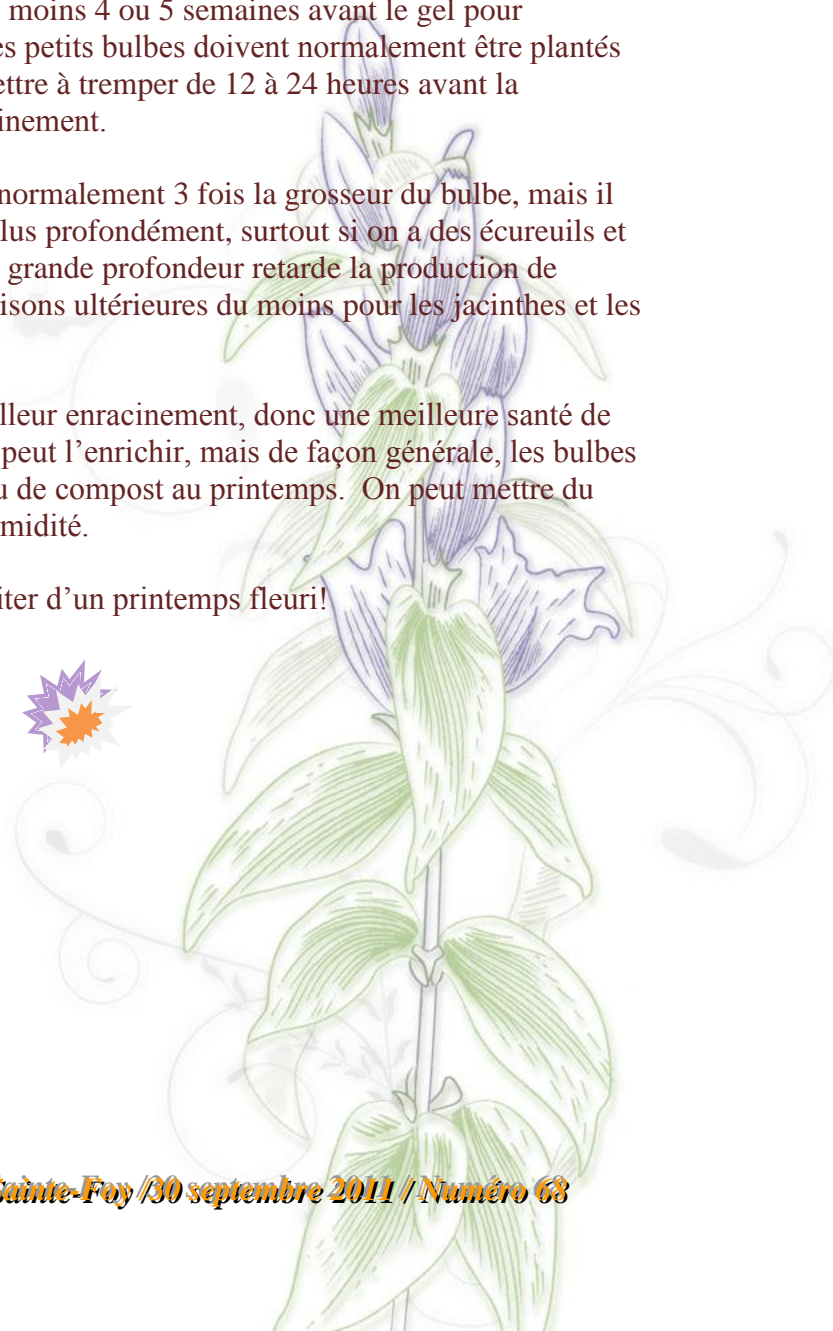 moins 4 ou 5 semaines avant le gel pour
es petits bulbes doivent normalement être plantés
ettre à tremper de 12 à 24 heures avant la
inement.
normalement 3 fois la grosseur du bulbe, mais il
lus profondément, surtout si on a des écureuils et
grande profondeur retarde la production de
isons ultérieures du moins pour les jacinthes et les
lleur enracinement, donc une meilleure santé de
peut l’enrichir, mais de façon générale, les bulbes
u de compost au printemps.  On peut mettre du
midité.
iter d’un printemps fleuri!
Sainte-Foy /30 septembre 2011 / Numéro 68